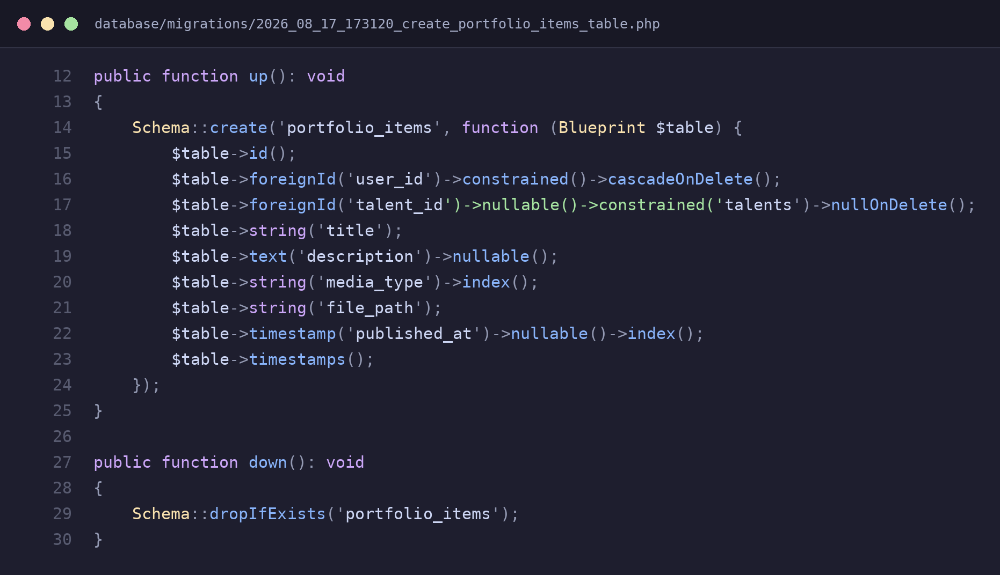 database/migrations/2026_08_17_173120_create_portfolio_items_table.php
12 public function up(): void
13 {
14     Schema::create('portfolio_items', function (Blueprint $table) {
15         $table->id();
16         $table->foreignId('user_id')->constrained()->cascadeOnDelete();
17         $table->foreignId('talent_id')->nullable()->constrained('talents')->nullOnDelete();
18         $table->string('title');
19         $table->text('description')->nullable();
20         $table->string('media_type')->index();
21         $table->string('file_path');
22         $table->timestamp('published_at')->nullable()->index();
23         $table->timestamps();
24     });
25 }
26
27 public function down(): void
28 {
29     Schema::dropIfExists('portfolio_items');
30 }